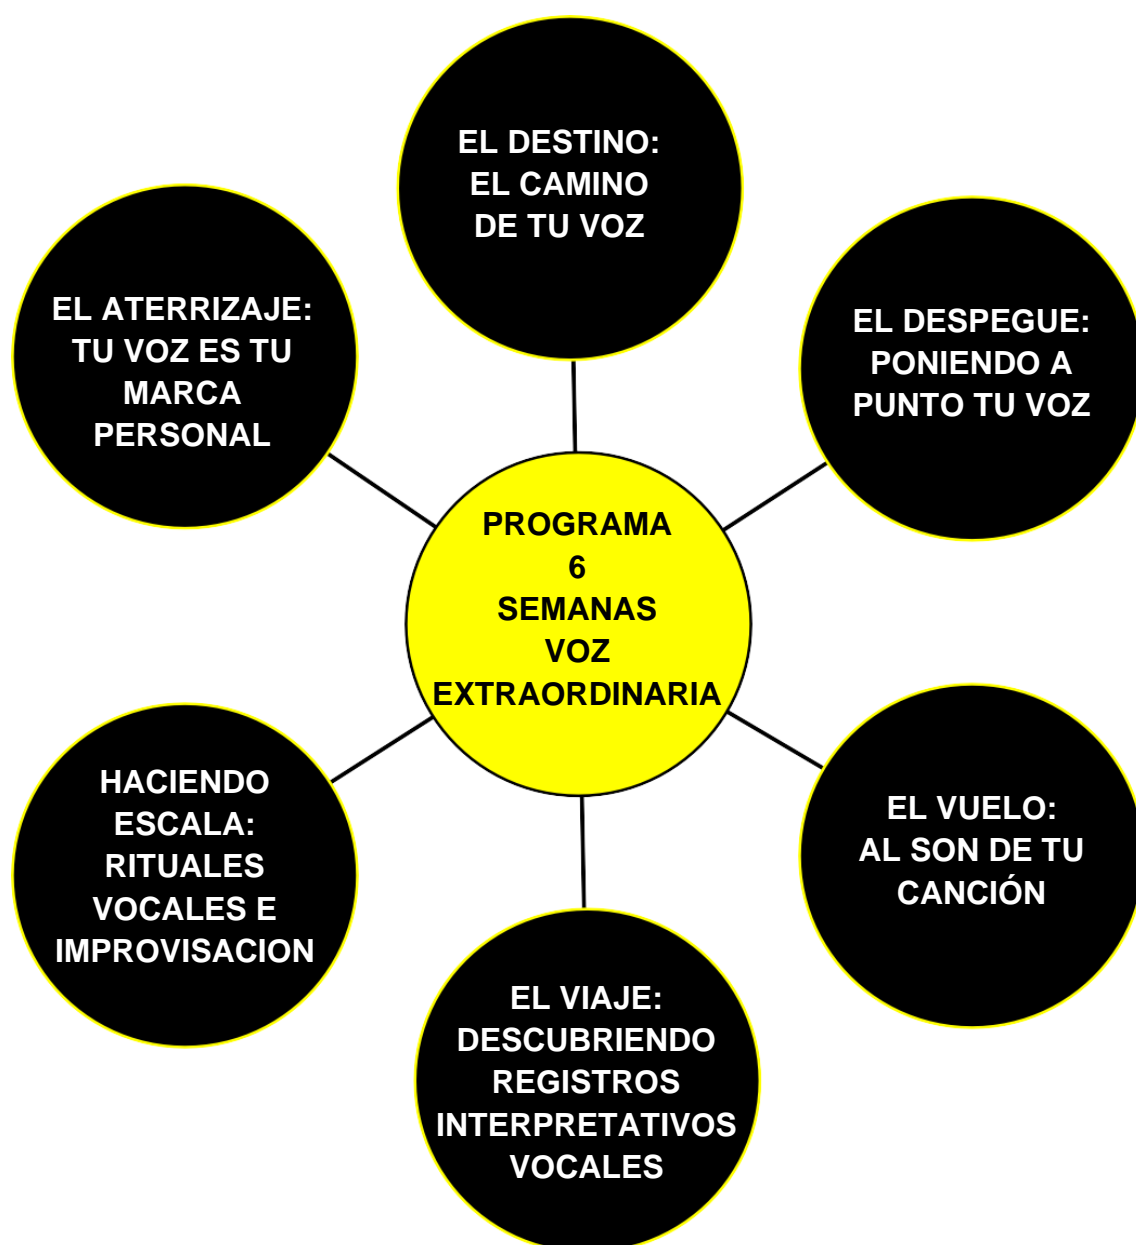 EL DESTINO:
EL CAMINO
DE TU VOZ
EL DESPEGUE:
PONIENDO A
PUNTO TU VOZ
EL VUELO:
AL SON DE TU
CANCIÓN
EL VIAJE:
DESCUBRIENDO
REGISTROS
INTERPRETATIVOS
VOCALES
HACIENDO
ESCALA:
RITUALES
VOCALES E
IMPROVISACION
EL ATERRIZAJE:
TU VOZ ES TU
MARCA
PERSONAL
PROGRAMA
6
SEMANAS
VOZ
EXTRAORDINARIA